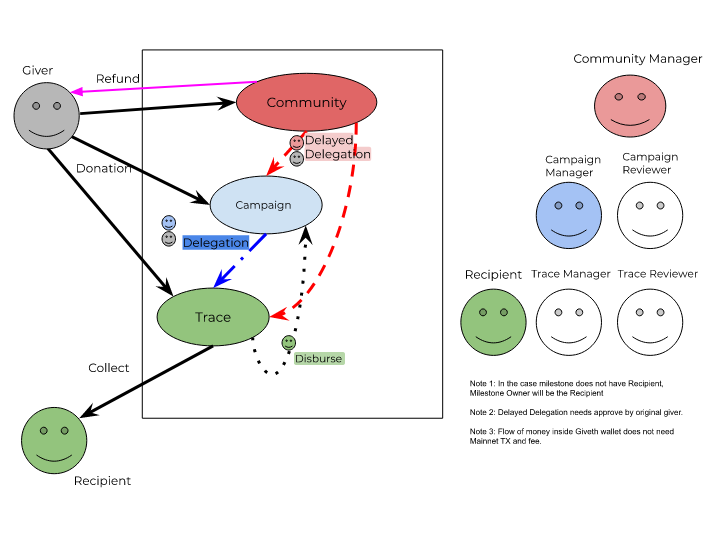 Giver
Refund
Community
Delayed
Delegation
Donation
Campaign
Delegation
Trace
Disburse
Collect
Recipient
Community Manager
Campaign
Manager
Campaign
Reviewer
Recipient
Trace Manager
Trace Reviewer
Note 1: In the case milestone does not have Recipient,
Milestone Owner will be the Recipient
Note 2: Delayed Delegation needs approve by original giver.
Note 3: Flow of money inside Giveth wallet does not need
Mainnet TX and fee.